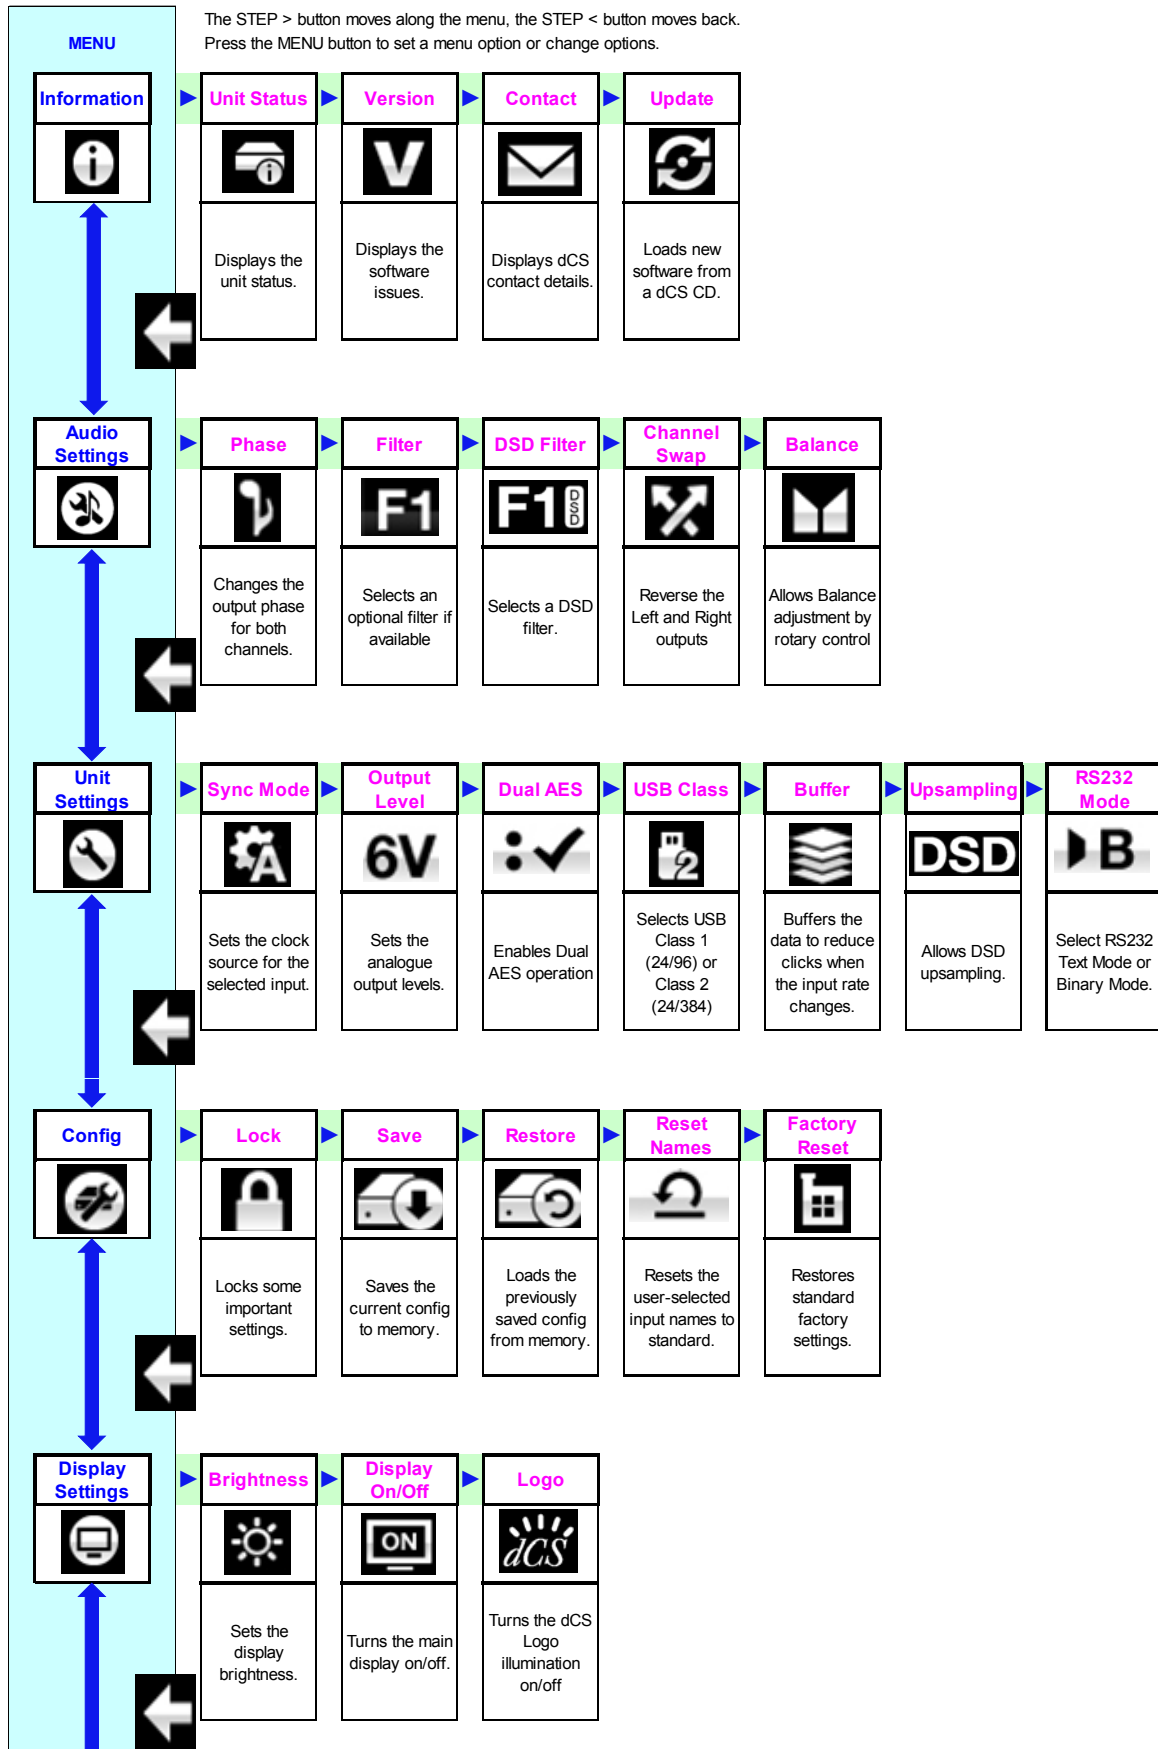 The STEP > button moves along the menu, the STEP < button moves back.
Press the MENU button to set a menu option or change options.
MENU
Information
Unit Status
Version
Contact
Update
i
i
V
Displays the
unit status.
Displays the
software
issues.
Displays dCS
contact details.
Loads new
software from
a dCS CD.
Audio
Settings
Phase
Filter
DSD Filter
Channel
Swap
Balance
F1
F1
DSD
Changes the
output phase
for both
channels.
Selects an
optional filter if
available
Selects a DSD
filter.
Reverse the
Left and Right
outputs
Allows Balance
adjustment by
rotary control
Unit
Settings
Sync Mode
Output
Level
Dual AES
USB Class
Buffer
Upsampling
RS232
Mode
A
6V
2
DSD
B
Sets the clock
source for the
selected input.
Sets the
analogue
output levels.
Enables Dual
AES operation
Selects USB
Class 1
(24/96) or
Class 2
(24/384)
Buffers the
data to reduce
clicks when
the input rate
changes.
Allows DSD
upsampling.
Select RS232
Text Mode or
Binary Mode.
Config
Lock
Save
Restore
Reset
Names
Factory
Reset
Locks some
important
settings.
Saves the
current config
to memory.
Loads the
previously
saved config
from memory.
Resets the
user-selected
input names to
standard.
Restores
standard
factory
settings.
Display
Settings
Brightness
Display
On/Off
Logo
ON
dCS
Sets the
display
brightness.
Turns the main
display on/off.
Turns the dCS
Logo
illumination
on/off